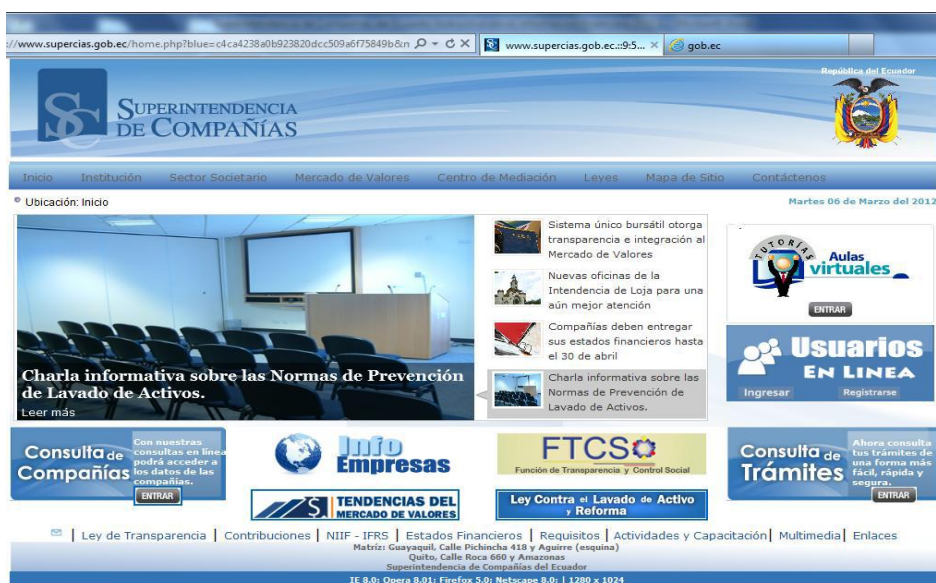 ://www.supercias.gob.ec/home.php?blue=c4ca4238a0b923820dcc509a6f75849b&n
www.supercias.gob.ec.::9:5...
gob.ec
República del Ecuador
SC
SUPERINTENDENCIA
DE COMPAÑÍAS
Inicio Institución Sector Societario Mercado de Valores Centro de Mediación Leyes Mapa de Sitio Contáctenos
Ubicación: Inicio
Martes 06 de Marzo del 2012
Charla informativa sobre las Normas de Prevención
de Lavado de Activos.
Leer más
Sistema único bursátil otorga
transparencia e integración al
Mercado de Valores
Nuevas oficinas de la
Intendencia de Loja para una
aún mejor atención
Compañías deben entregar
sus estados financieros hasta
el 30 de abril
Charla informativa sobre las
Normas de Prevención de
Lavado de Activos.
TUTORÍAS
Aulas
virtuales
ENTRAR
Usuarios
EN LINEA
Ingresar Registrarse
Consulta de
Compañías
Con nuestras
consultas en línea
podrá acceder a
los datos de las
compañías.
ENTRAR
Info
Empresas
FTCS
Función de Transparencia y Control Social
TENDENCIAS DEL
MERCADO DE VALORES
Ley Contra el Lavado de Activo
y Reforma
Consulta de
Trámites
Ahora consulta
tus trámites de
una forma más
fácil, rápida y
segura.
ENTRAR
| Ley de Transparencia | Contribuciones | NIIF - IFRS | Estados Financieros | Requisitos | Actividades y Capacitación| Multimedia| Enlaces
Matríz: Guayaquil, Calle Pichincha 418 y Aguirre (esquina)
Quito, Calle Roca 660 y Amazonas
Superintendencia de Compañías del Ecuador
IE 8.0; Opera 8.01; Firefox 5.0; Netscape 8.0; | 1280 x 1024